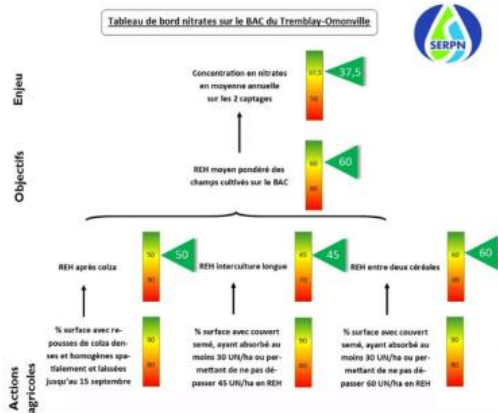 Tableau de bord nitrates sur le BAC du Tremblay-Omonville
SERPN
Enjeu
Concentration en nitrates
en moyenne annuelle
sur les 2 captages
37,5
50
37,5
Objectifs
REH moyen pondéré des
champs cultivés sur le BAC
60
80
60
REH après colza
50
90
50
REH interculture longue
45
70
45
REH entre deux céréales
60
80
60
Actions
agricoles
% surface avec re-
pousses de colza den-
ses et homogènes spa-
tialement et laissées
jusqu'au 15 septembre
90
80
% surface avec couvert
semé, ayant absorbé au
moins 30 UN/ha ou per-
mettant de ne pas dé-
passer 45 UN/ha en REH
90
80
% surface avec couvert
semé, ayant absorbé au
moins 30 UN/ha ou per-
mettant de ne pas dé-
passer 60 UN/ha en REH
90
80